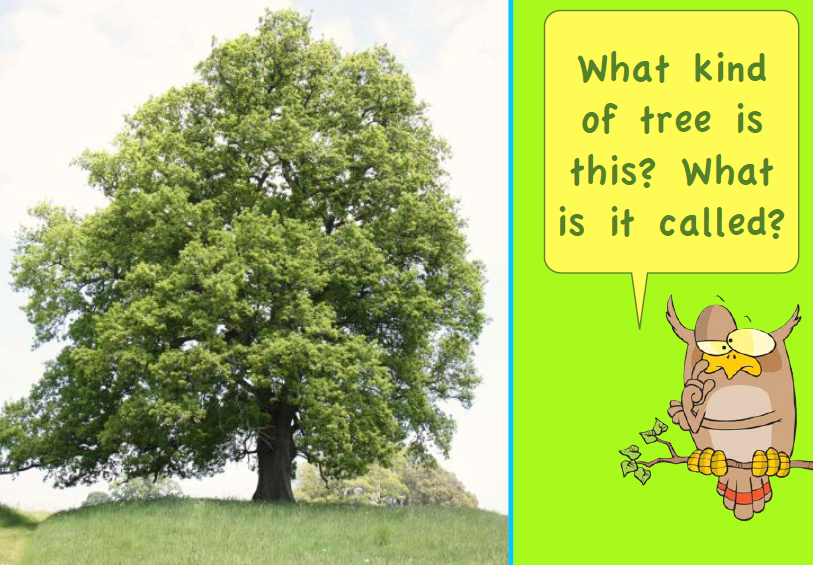 What kind
of tree is
this? What
is it called?